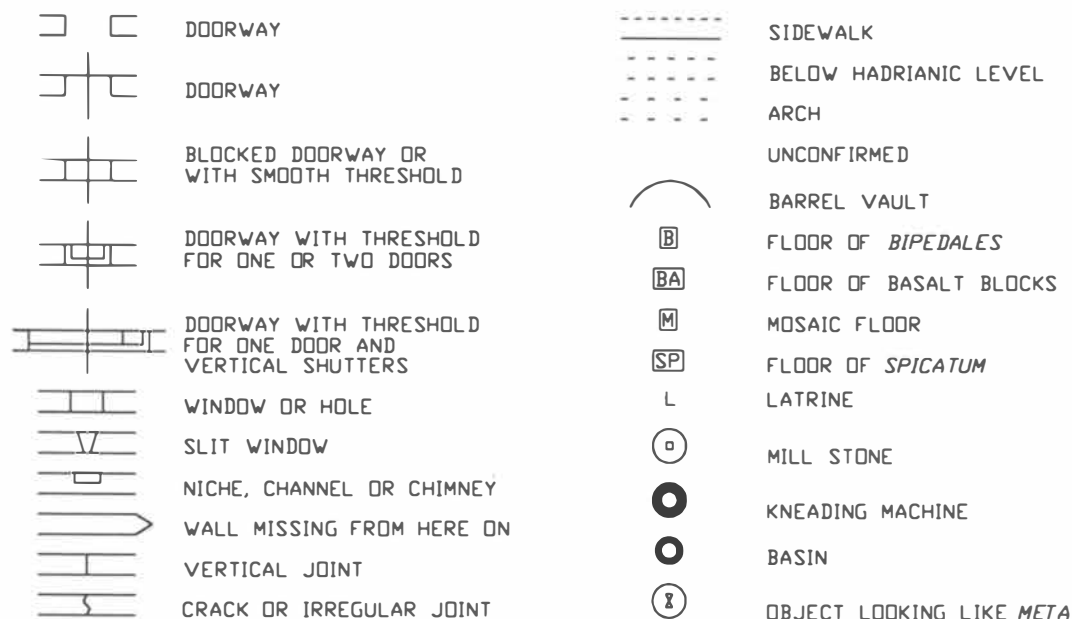 DOORWAY
DOORWAY
BLOCKED DOORWAY OR
WITH SMOOTH THRESHOLD
DOORWAY WITH THRESHOLD
FOR ONE OR TWO DOORS
DOORWAY WITH THRESHOLD
FOR ONE DOOR AND
VERTICAL SHUTTERS
WINDOW OR HOLE
SLIT WINDOW
NICHE, CHANNEL OR CHIMNEY
WALL MISSING FROM HERE ON
VERTICAL JOINT
CRACK OR IRREGULAR JOINT
SIDEWALK
BELOW HADRIANIC LEVEL
ARCH
UNCONFIRMED
BARREL VAULT
B FLOOR OF BIPEDALES
BA FLOOR OF BASALT BLOCKS
M MOSAIC FLOOR
SP FLOOR OF SPICATUM
L LATRINE
MILL STONE
KNEADING MACHINE
BASIN
OBJECT LOOKING LIKE META